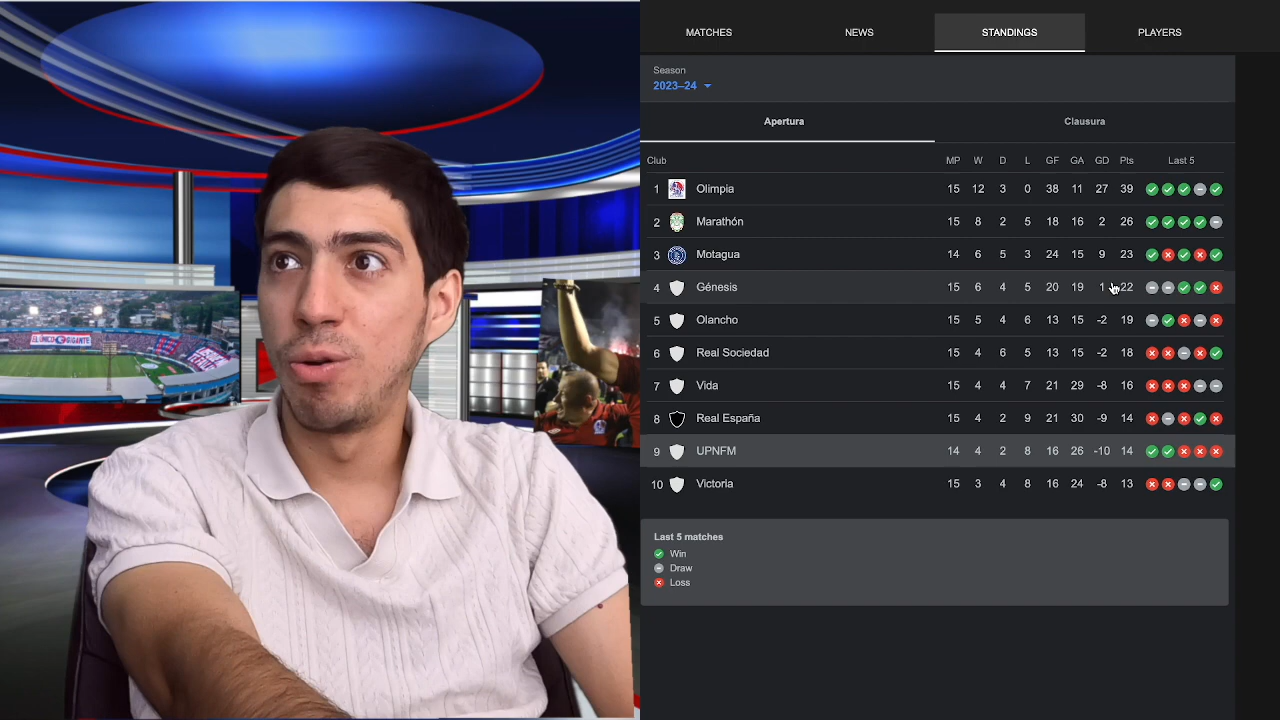 MATCHES NEWS STANDINGS PLAYERS
Season
2023–24
Apertura Clausura
Club MP W D L GF GA GD Pts Last 5
1 Olimpia 15 12 3 0 38 11 27 39
2 Marathón 15 8 2 5 18 16 2 26
3 Motagua 14 6 5 3 24 15 9 23
4 Génesis 15 6 4 5 20 19 1 22
5 Olancho 15 5 4 6 13 15 -2 19
6 Real Sociedad 15 4 6 5 13 15 -2 18
7 Vida 15 4 4 7 21 29 -8 16
8 Real España 15 4 2 9 21 30 -9 14
9 UPNFM 14 4 2 8 16 26 -10 14
10 Victoria 15 3 4 8 16 24 -8 13
Last 5 matches
Win
Draw
Loss
EL ÚNICO GIGANTE